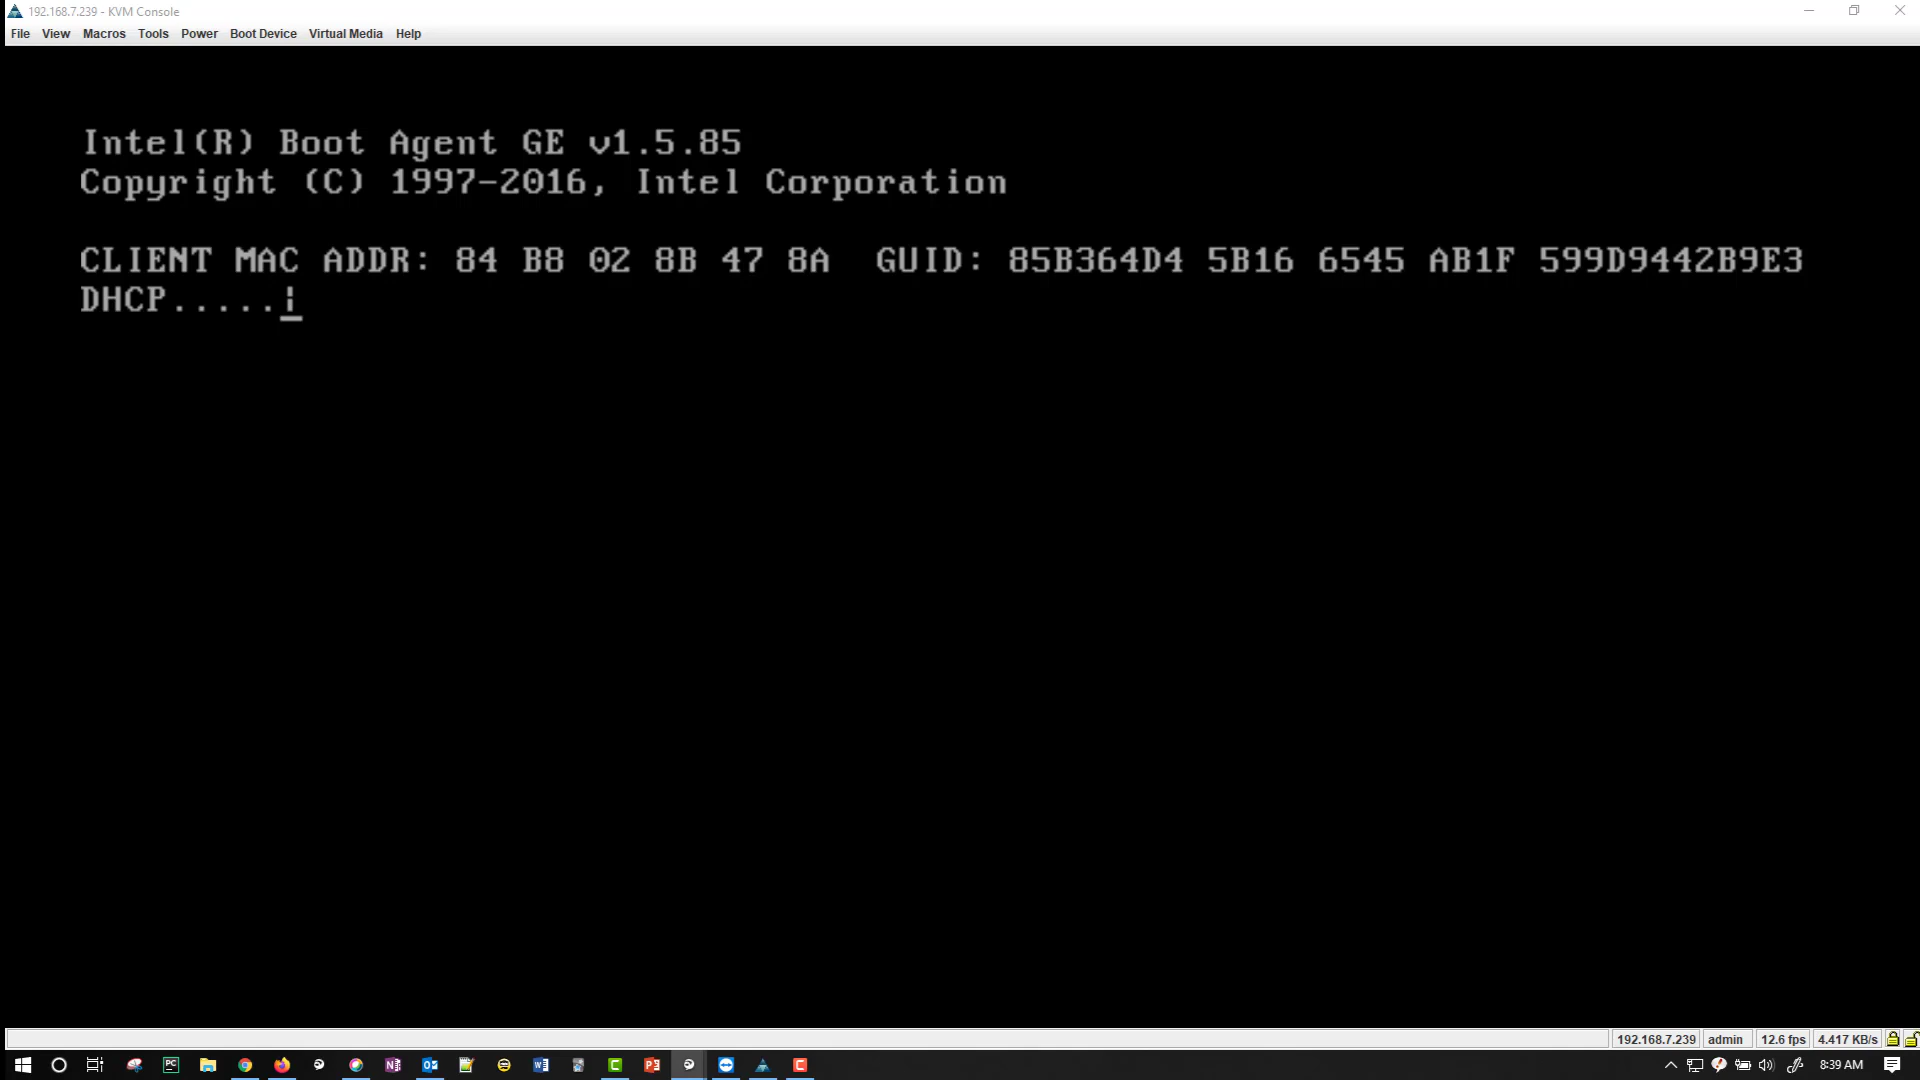 192.168.7.239 - KVM Console
File View Macros Tools Power Boot Device Virtual Media Help
Intel(R) Boot Agent GE v1.5.85
Copyright (C) 1997-2016, Intel Corporation
CLIENT MAC ADDR: 84 B8 02 8B 47 8A GUID: 85B364D4 5B16 6545 AB1F 599D9442B9E3
DHCP.....¦
192.168.7.239 admin 12.6 fps 4.417 KB/s
8:39 AM